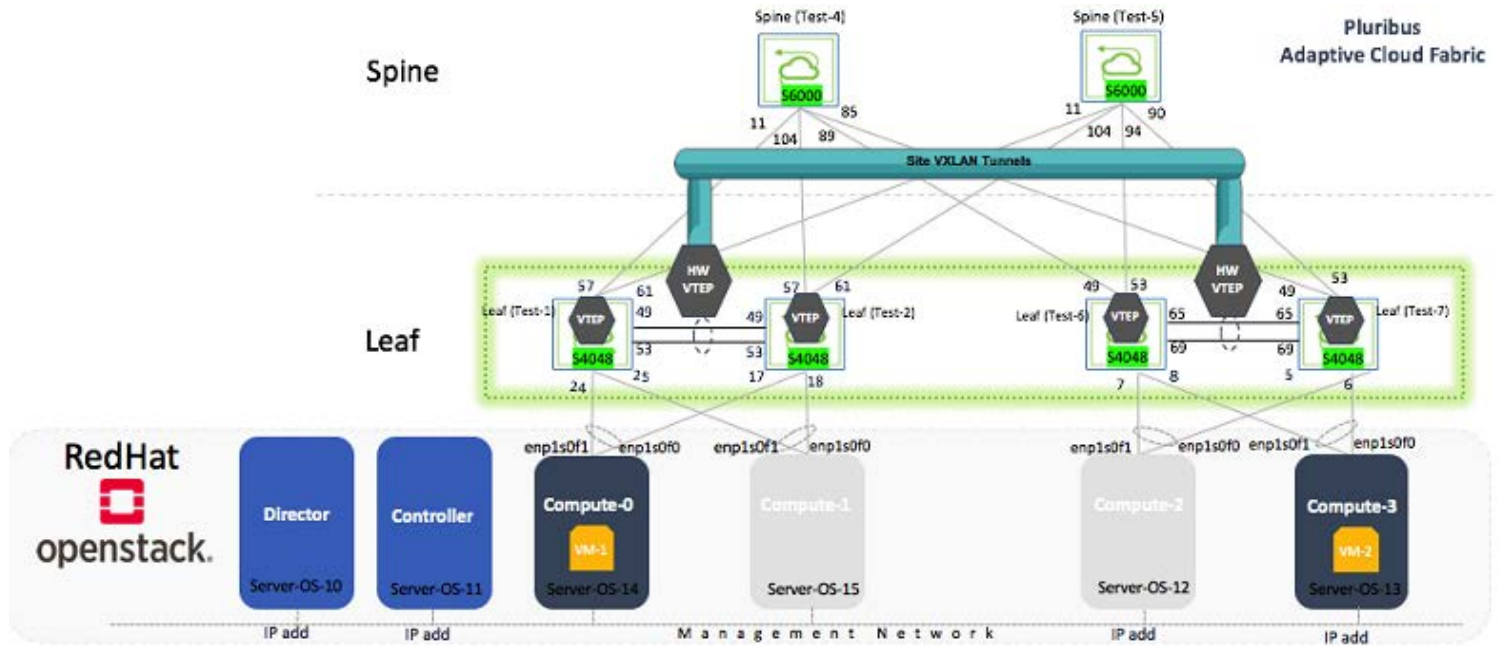 Spine (Test-4)
Spine (Test-5)
Pluribus
Adaptive Cloud Fabric
Spine
S6000
S6000
11
104
89
85
11
104
94
90
Site VXLAN Tunnels
HW
VTEP
HW
VTEP
57
61
57
61
49
53
49
53
Leaf (Test-1)
VTEP
49
49
VTEP
Leaf (Test-2)
Leaf (Test-6)
VTEP
65
65
VTEP
Leaf (Test-7)
Leaf
S4048
53
53
S4048
S4048
69
69
S4048
24
25
17
18
7
8
5
6
enp1s0f1
enp1s0f0
enp1s0f1
enp1s0f0
enp1s0f1
enp1s0f0
enp1s0f1
enp1s0f0
RedHat
openstack.
Director
Server-OS-10
Controller
Server-OS-11
Compute-0
VM-1
Server-OS-14
Compute-1
Server-OS-15
Compute-2
Server-OS-12
Compute-3
VM-2
Server-OS-13
IP add
IP add
Management Network
IP add
IP add